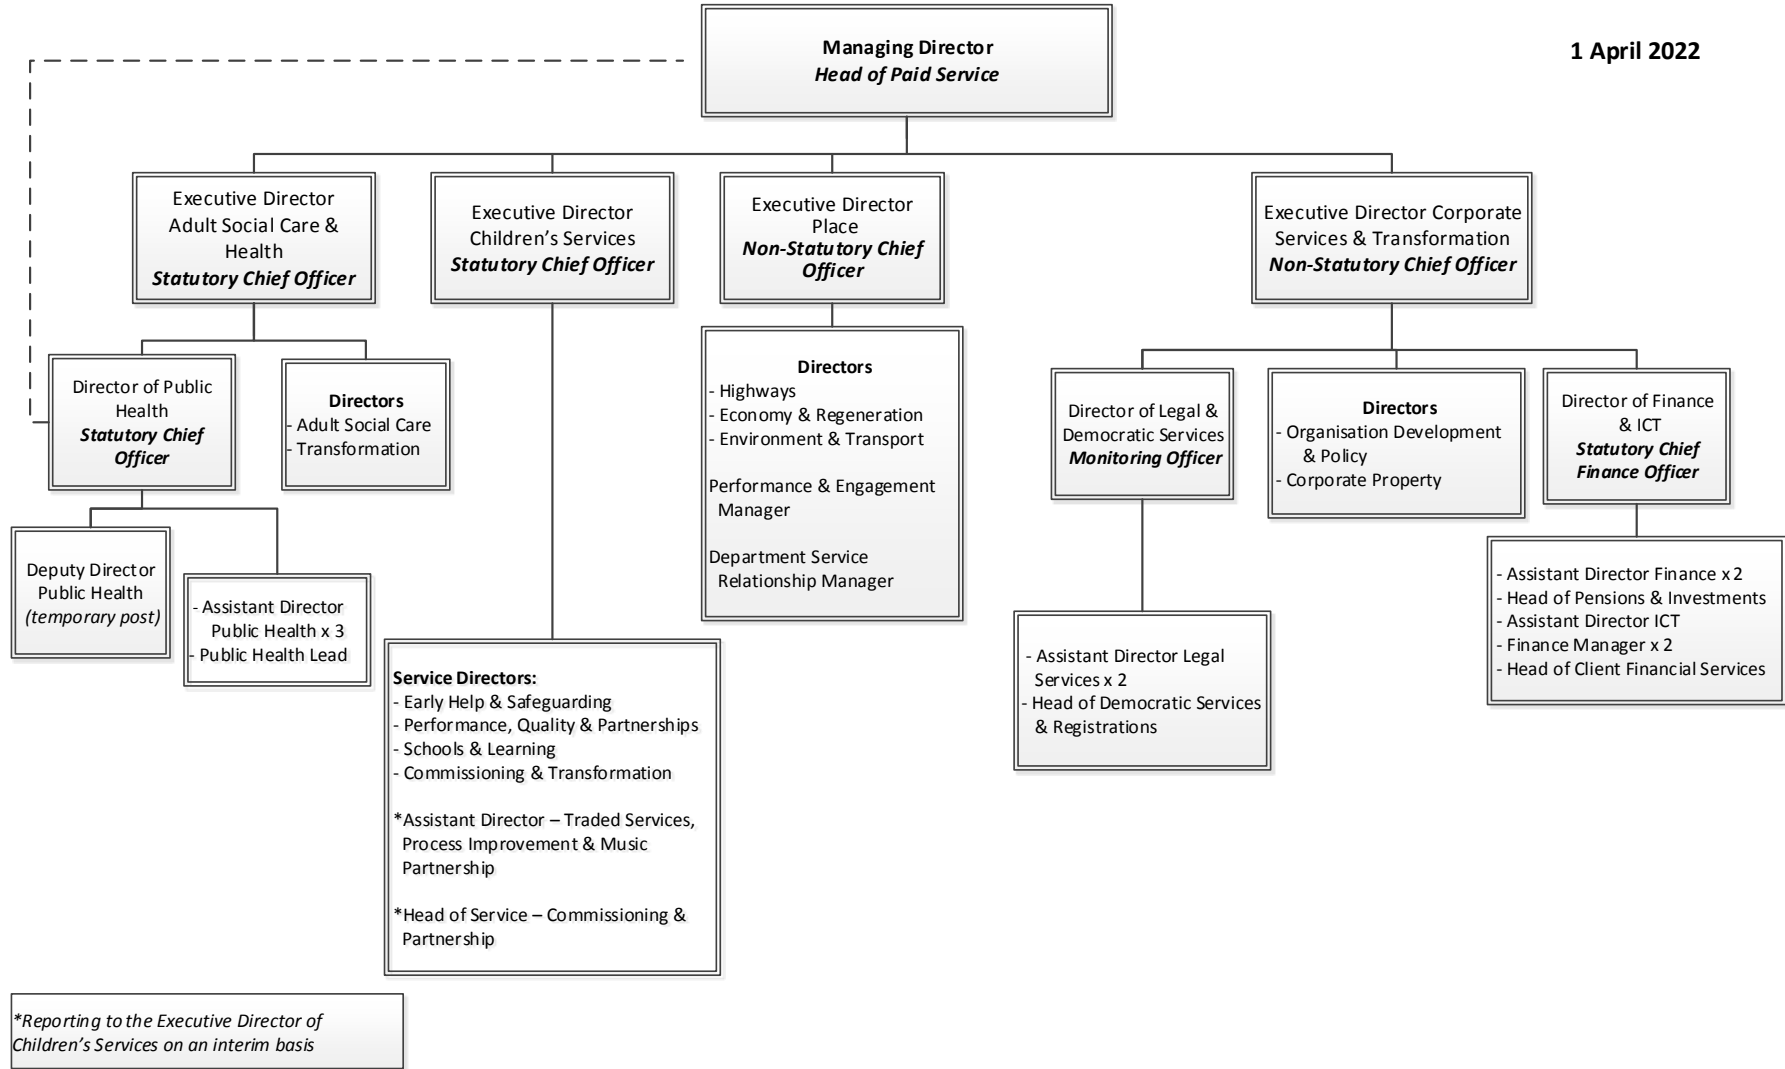 Managing Director
Head of Paid Service
1 April 2022
Executive Director
Adult Social Care &
Health
Statutory Chief Officer
Executive Director
Children’s Services
Statutory Chief Officer
Executive Director
Place
Non-Statutory Chief
Officer
Executive Director Corporate
Services & Transformation
Non-Statutory Chief Officer
Director of Public
Health
Statutory Chief
Officer
Directors
- Adult Social Care
- Transformation
Directors
- Highways
- Economy & Regeneration
- Environment & Transport
Performance & Engagement
Manager
Department Service
Relationship Manager
Director of Legal &
Democratic Services
Monitoring Officer
Directors
- Organisation Development
& Policy
- Corporate Property
Director of Finance
& ICT
Statutory Chief
Finance Officer
Deputy Director
Public Health
(temporary post)
- Assistant Director
Public Health x 3
- Public Health Lead
Service Directors:
- Early Help & Safeguarding
- Performance, Quality & Partnerships
- Schools & Learning
- Commissioning & Transformation
*Assistant Director – Traded Services,
Process Improvement & Music
Partnership
*Head of Service – Commissioning &
Partnership
- Assistant Director Legal
Services x 2
- Head of Democratic Services
& Registrations
- Assistant Director Finance x 2
- Head of Pensions & Investments
- Assistant Director ICT
- Finance Manager x 2
- Head of Client Financial Services
*Reporting to the Executive Director of
Children’s Services on an interim basis